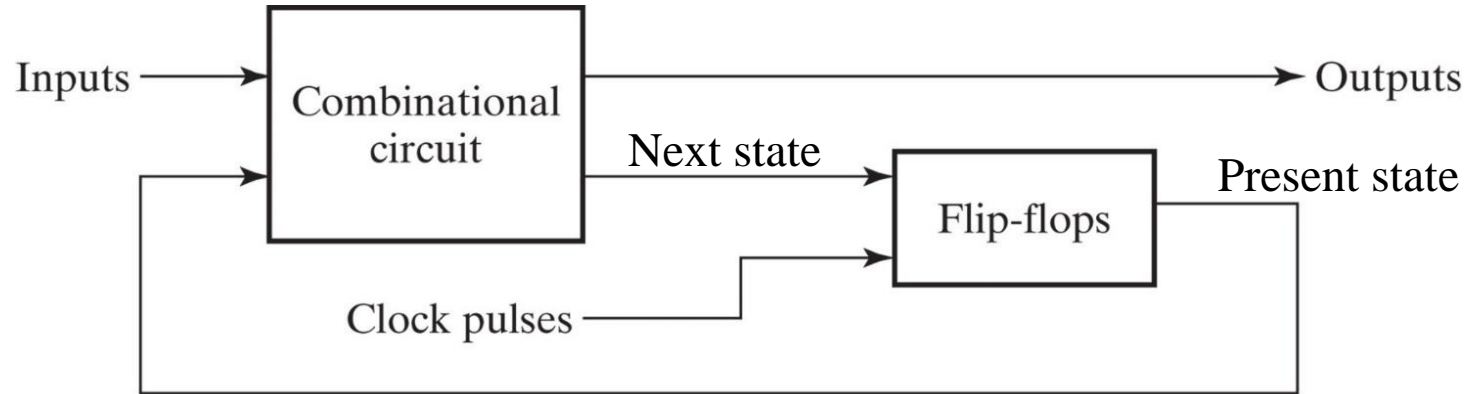 Inputs
Combinational
circuit
Outputs
Next state
Present state
Flip-flops
Clock pulses